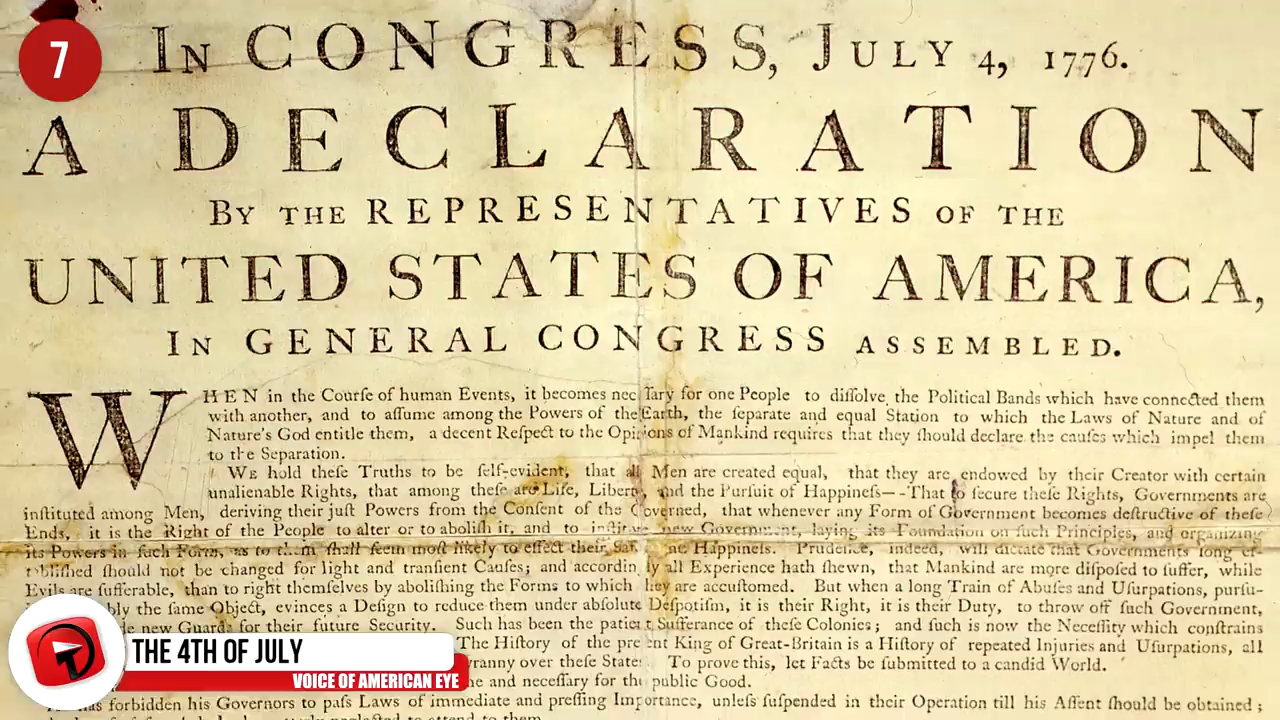 7
IN CONGRESS, JULY 4, 1776.
A DECLARATION
BY THE REPRESENTATIVES OF THE
UNITED STATES OF AMERICA,
IN GENERAL CONGRESS ASSEMBLED.
WHEN in the Courſe of human Events, it becomes nec ſary for one People to diſſolve the Political Bands which have connected them
with another, and to aſſume among the Powers of the Earth, the ſeparate and equal Station to which the Laws of Nature and of
Nature's God entitle them, a decent Reſpect to the Opinions of Mankind requires that they ſhould declare the cauſes which impel them
to the Separation.
WE hold theſe Truths to be ſelf-evident, that all Men are created equal, that they are endowed by their Creator with certain
unalienable Rights, that among theſe are Life, Liberty, and the Purſuit of Happineſs—-That to ſecure theſe Rights, Governments are
inſtituted among Men, deriving their juſt Powers from the Conſent of the Governed, that whenever any Form of Government becomes deſtructive of theſe
Ends, it is the Right of the People to alter or to aboliſh it, and to inſtitute new Government, laying its Foundation on ſuch Principles, and organizing
its Powers in ſuch Form, as to them ſhall ſeem moſt likely to effect their Happineſs. Prudence, indeed, will dictate that Governments long eſ-
tabliſhed ſhould not be changed for light and tranſient Cauſes; and accordingly all Experience hath ſhewn, that Mankind are more diſpoſed to ſuffer, while
Evils are ſufferable, than to right themſelves by aboliſhing the Forms to which they are accuſtomed. But when a long Train of Abuſes and Uſurpations, purſu-
bly the ſame Object, evinces a Deſign to reduce them under abſolute Deſpotiſm, it is their Right, it is their Duty, to throw off ſuch Government,
new Guards for their future Security. Such has been the patient Sufferance of theſe Colonies; and ſuch is now the Neceſſity which conſtrains
The Hiſtory of the preſent King of Great-Britain is a Hiſtory of repeated Injuries and Uſurpations, all
ranny over theſe States. To prove this, let Facts be ſubmitted to a candid World.
and neceſſary for the public Good.
forbidden his Governors to paſs Laws of immediate and preſſing Importance, unleſs ſuſpended in their Operation till his Aſſent ſhould be obtained;
THE 4TH OF JULY
VOICE OF AMERICAN EYE